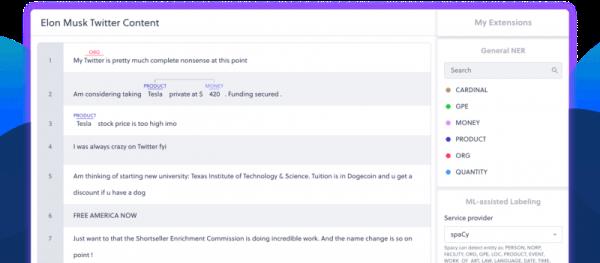 Elon Musk Twitter Content
My Extensions
ORG
1 My Twitter is pretty much complete nonsense at this point
PRODUCT MONEY
2 Am considering taking Tesla private at $ 420 . Funding secured .
PRODUCT
3 Tesla stock price is too high imo
4 I was always crazy on Twitter fyi
5 Am thinking of starting new university: Texas Institute of Technology & Science. Tuition is in Dogecoin and u get a
discount if u have a dog
6 FREE AMERICA NOW
7 Just want to that the Shortseller Enrichment Commission is doing incredible work. And the name change is so on
point !
General NER
Search
CARDINAL
GPE
MONEY
PRODUCT
ORG
QUANTITY
ML-assisted Labeling
Service provider
spaCy
Spacy can detect entity as: PERSON, NORP,
FACILITY, ORG, GPE, LOC, PRODUCT, EVENT,
WORK_OF_ART, LAW, LANGUAGE, DATE, TIME,